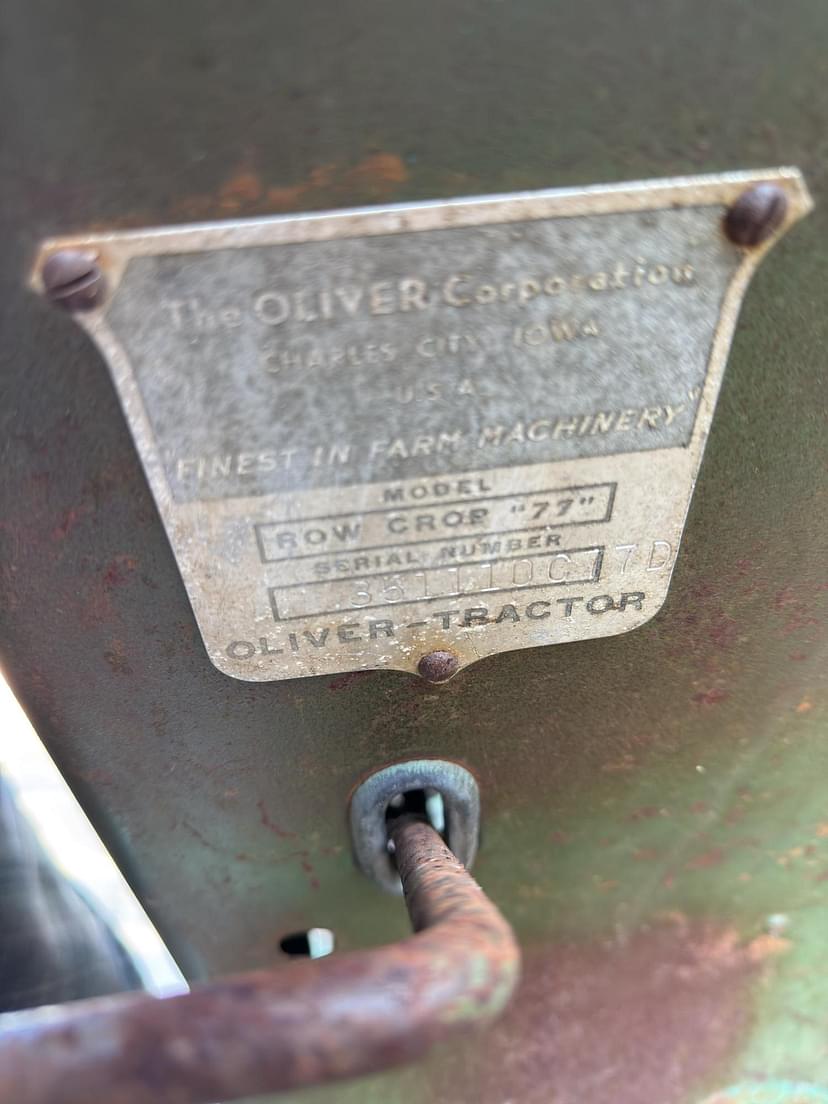 The OLIVER Corporation
CHARLES CITY, IOWA
U.S.A.
"FINEST IN FARM MACHINERY"
MODEL
ROW CROP "77"
SERIAL NUMBER
OLIVER-TRACTOR